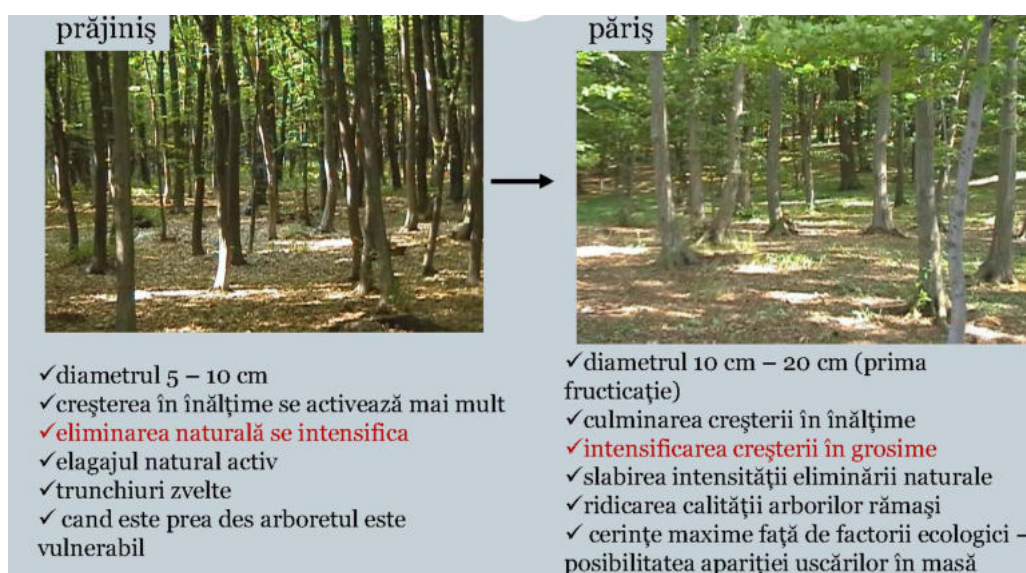 prăjiniş
păriş
✓diametrul 5 – 10 cm
✓creşterea în înălţime se activează mai mult
✓eliminarea naturală se intensifica
✓elagajul natural activ
✓trunchiuri zvelte
✓ cand este prea des arboretul este
vulnerabil
✓diametrul 10 cm – 20 cm (prima
fructicaţie)
✓culminarea creşterii în înălţime
✓intensificarea creşterii în grosime
✓slabirea intensităţii eliminării naturale
✓ridicarea calităţii arborilor rămaşi
✓ cerinţe maxime faţă de factorii ecologici –
posibilitatea apariţiei uscărilor în masă